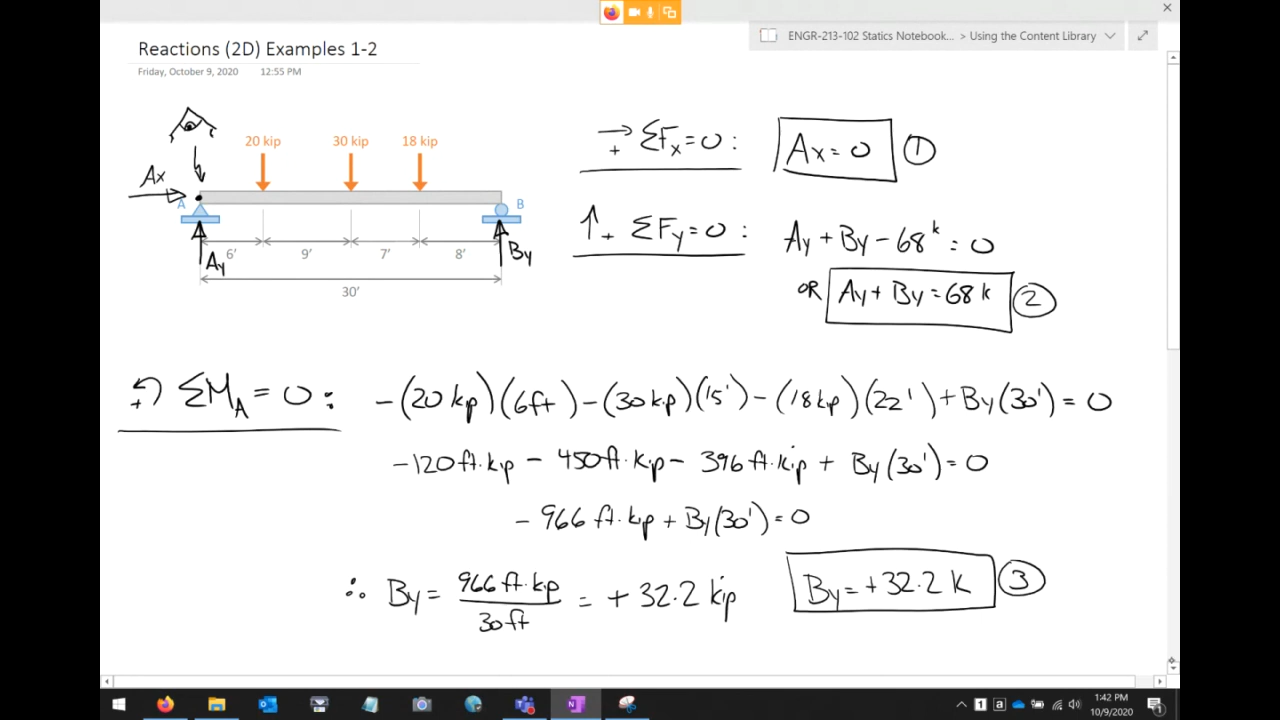 ENGR-213-102 Statics Notebook... > Using the Content Library
Reactions (2D) Examples 1-2
Friday, October 9, 2020 12:55 PM
20 kip 30 kip 18 kip
Ax
A B
6' 9' 7' 8'
Ay By
30'
→+ ΣFx = 0 : Ax = 0 ①
↑+ ΣFy = 0 : Ay + By - 68k = 0
OR Ay + By = 68 k ②
↺+ ΣMA = 0 : -(20 kip)(6ft) - (30 kip)(15') - (18 kip)(22') + By(30') = 0
-120 ft·kip - 450 ft·kip - 396 ft·kip + By(30') = 0
- 966 ft·kip + By(30') = 0
∴ By = 966 ft·kip / 30 ft = + 32.2 kip By = +32.2 K ③
1:42 PM
10/9/2020